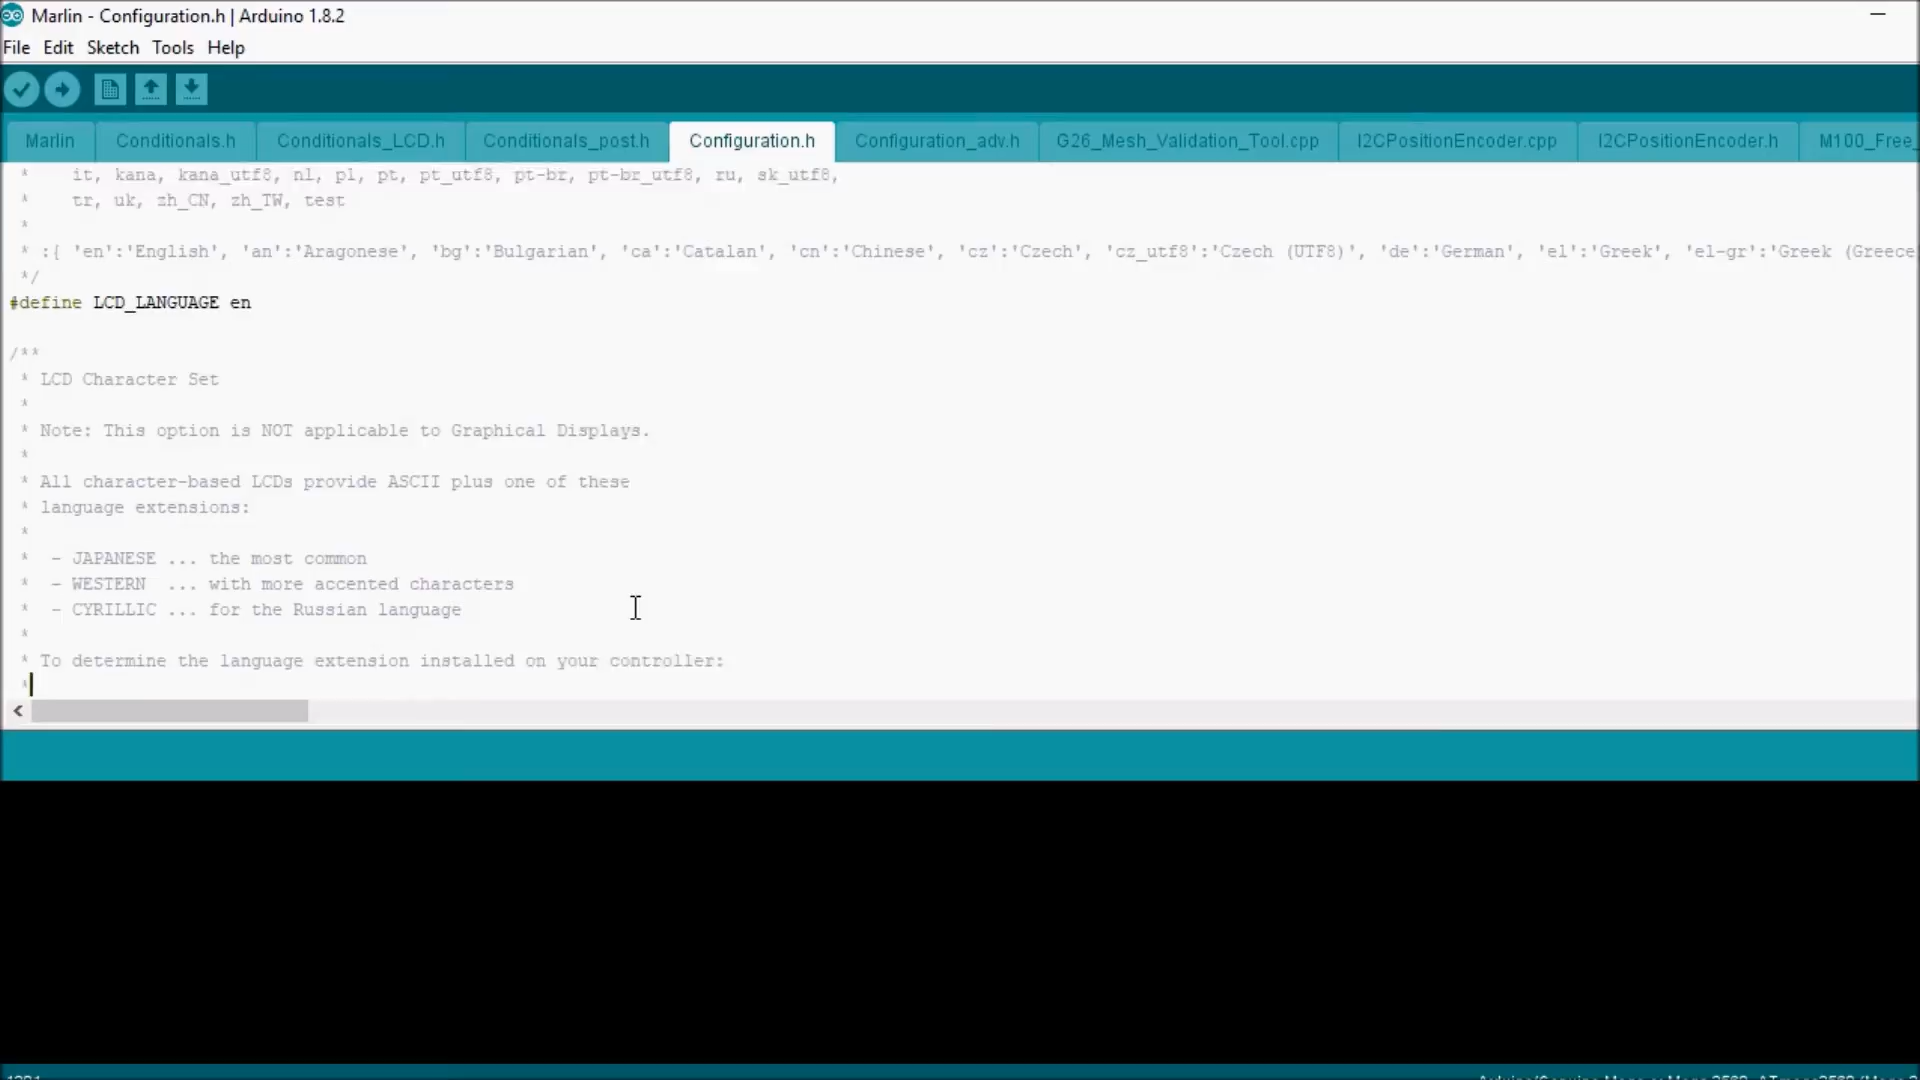 Marlin - Configuration.h | Arduino 1.8.2
File Edit Sketch Tools Help
Marlin Conditionals.h Conditionals_LCD.h Conditionals_post.h Configuration.h Configuration_adv.h G26_Mesh_Validation_Tool.cpp I2CPositionEncoder.cpp I2CPositionEncoder.h M100_Free_
* it, kana, kana_utf8, nl, pl, pt, pt_utf8, pt-br, pt-br_utf8, ru, sk_utf8,
* tr, uk, zh_CN, zh_TW, test
*
* :{ 'en':'English', 'an':'Aragonese', 'bg':'Bulgarian', 'ca':'Catalan', 'cn':'Chinese', 'cz':'Czech', 'cz_utf8':'Czech (UTF8)', 'de':'German', 'el':'Greek', 'el-gr':'Greek (Greece
*/
#define LCD_LANGUAGE en
/**
* LCD Character Set
*
* Note: This option is NOT applicable to Graphical Displays.
*
* All character-based LCDs provide ASCII plus one of these
* language extensions:
*
* - JAPANESE ... the most common
* - WESTERN ... with more accented characters
* - CYRILLIC ... for the Russian language
*
* To determine the language extension installed on your controller:
*